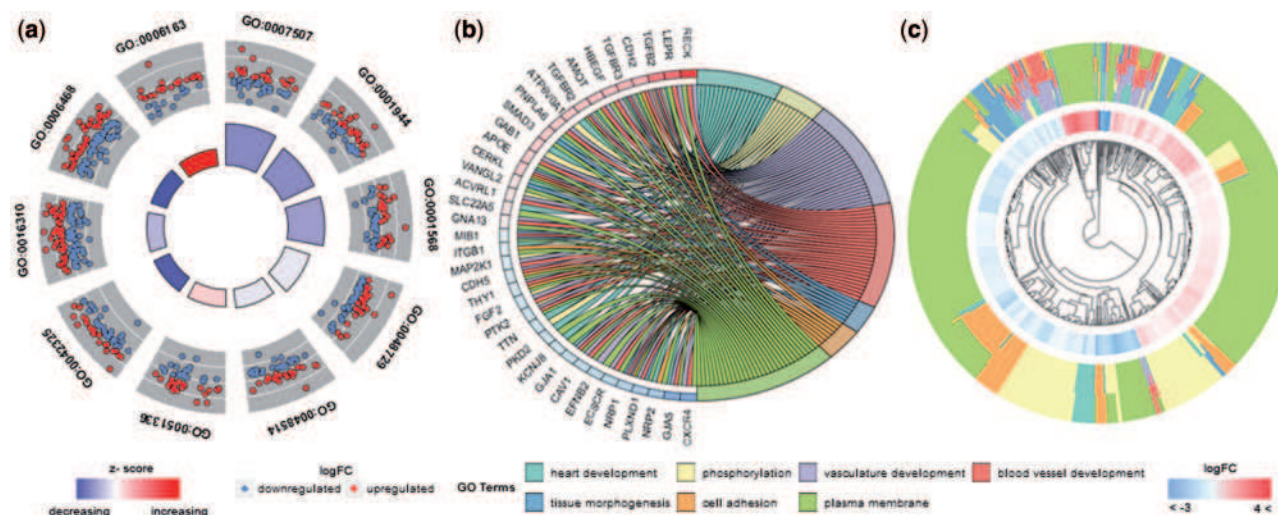 (a)
GO:0006163
GO:0007507
GO:0001944
GO:0001568
GO:0048729
GO:0048514
GO:0051336
GO:0042325
GO:0016310
GO:0006468
z- score
decreasing
increasing
logFC
downregulated
upregulated
(b)
RECK
LEPR
TGFB2
CDH2
TGFBR3
HBEGF
AMOT
TGFBR2
ATP6V0A1
PNPLA6
SMAD3
GAB1
APOE
CERKL
VANGL2
ACVRL1
SLC22A5
GNA13
MIB1
ITGB1
MAP2K1
CDH5
THY1
FGF2
PTK2
TTN
PKD2
KCNJ8
GJA1
CAV1
EFNB2
ECSCR
NRP1
PLXND1
NRP2
GJA5
CXCR4
GO Terms
heart development
phosphorylation
vasculature development
blood vessel development
tissue morphogenesis
cell adhesion
plasma membrane
(c)
logFC
< -3
4 <